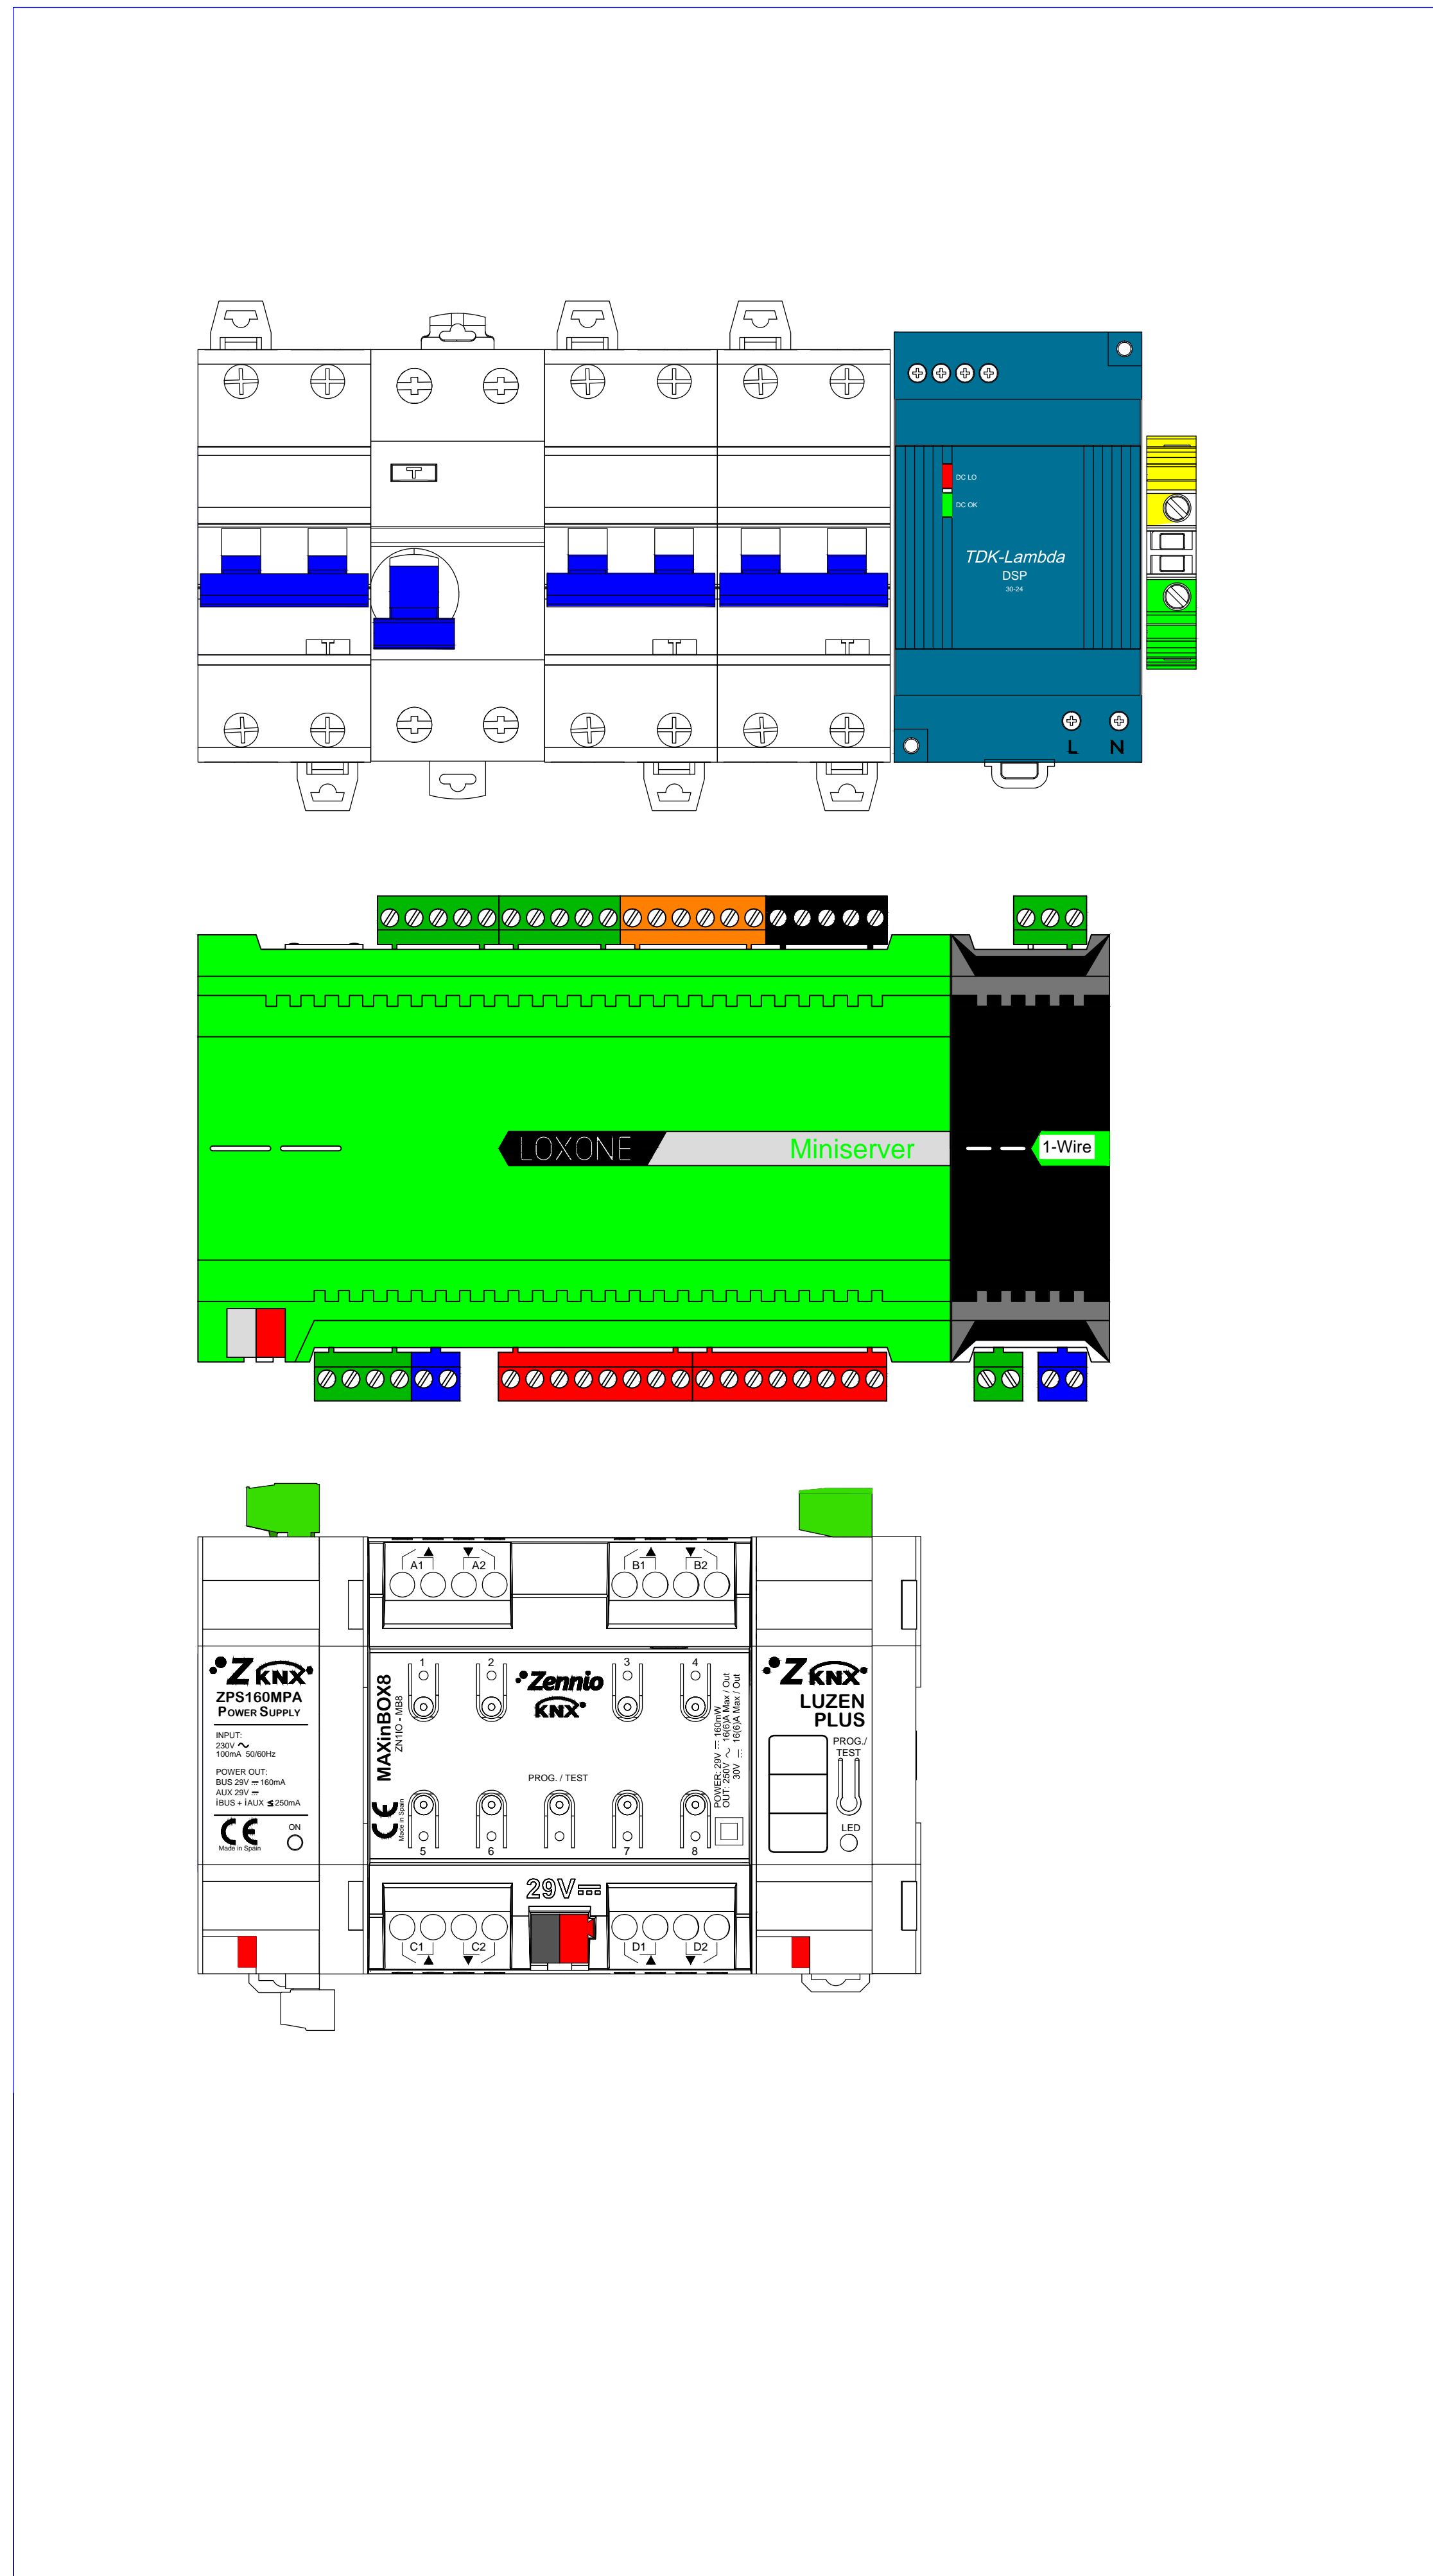 DC LO
DC OK
TDK-Lambda
DSP
30-24
L N
LOXONE
Miniserver
1-Wire
A1
A2
B1
B2
Z KNX
ZPS160MPA
POWER SUPPLY
INPUT:
230V ~
100mA 50/60Hz
POWER OUT:
BUS 29V ⎓ 160mA
AUX 29V ⎓
iBUS + iAUX ≤ 250mA
CE
Made in Spain
ON
1
2
3
4
MAXinBOX8
ZN1IO - MB8
CE
Made in Spain
Zennio
KNX
PROG. / TEST
POWER: 29V ⎓ 160mW
OUT: 250V ~ 16(6)A Max / Out
30V ⎓ 16(6)A Max / Out
5
6
7
8
29V⎓
C1
C2
D1
D2
Z KNX
LUZEN
PLUS
PROG./
TEST
LED